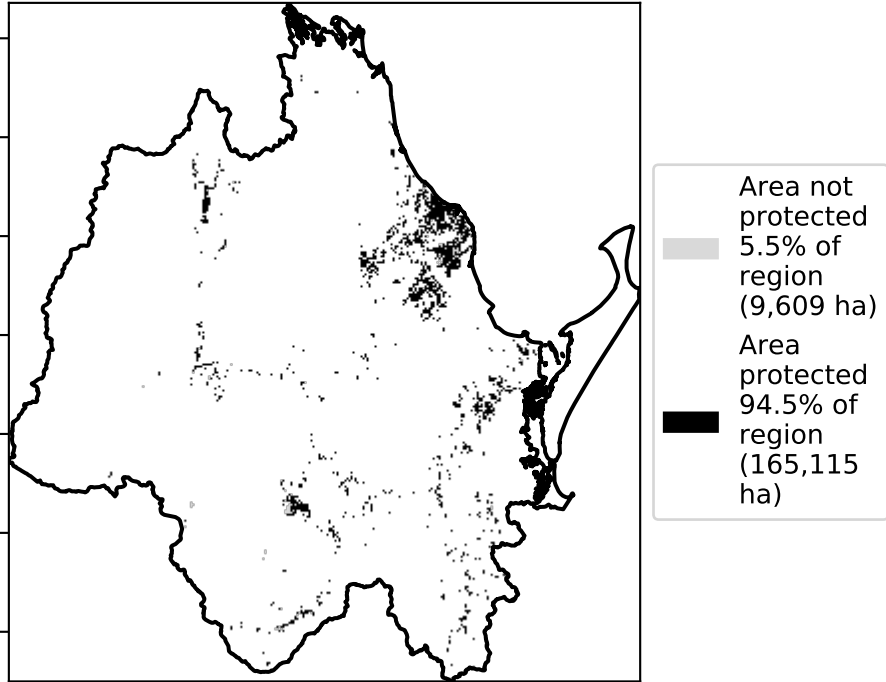 Area not
protected
5.5% of
region
(9,609 ha)
Area
protected
94.5% of
region
(165,115
ha)